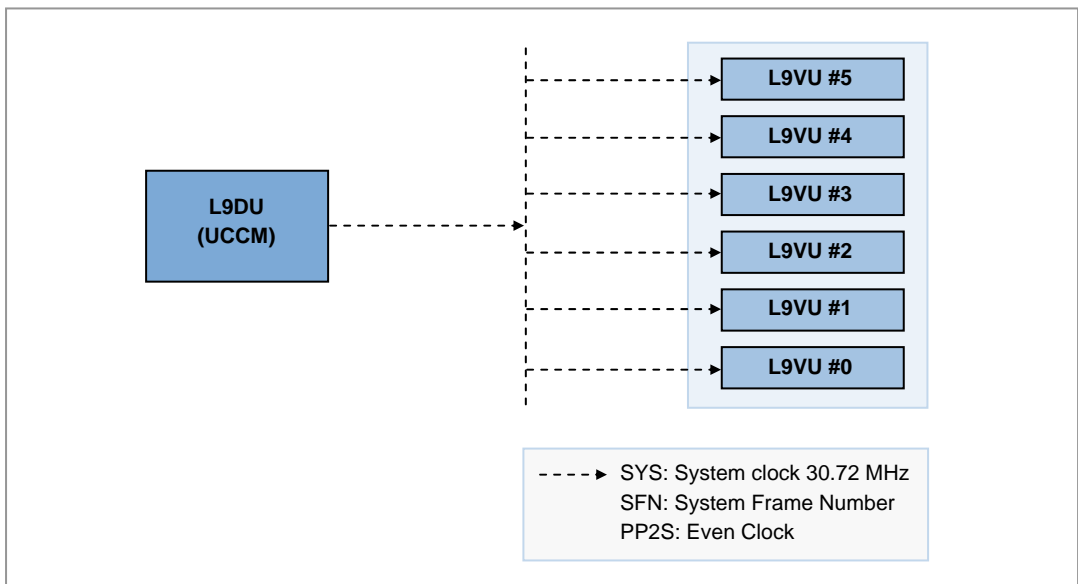 L9VU #5
L9VU #4
L9DU
(UCCM)
L9VU #3
L9VU #2
L9VU #1
L9VU #0
SYS: System clock 30.72 MHz
SFN: System Frame Number
PP2S: Even Clock